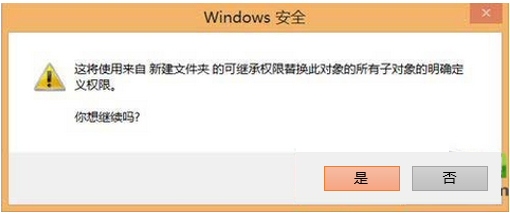 Windows 安全
这将使用来自 新建文件夹 的可继承权限替换此对象的所有子对象的明确定
义权限。
你想继续吗?
是
否